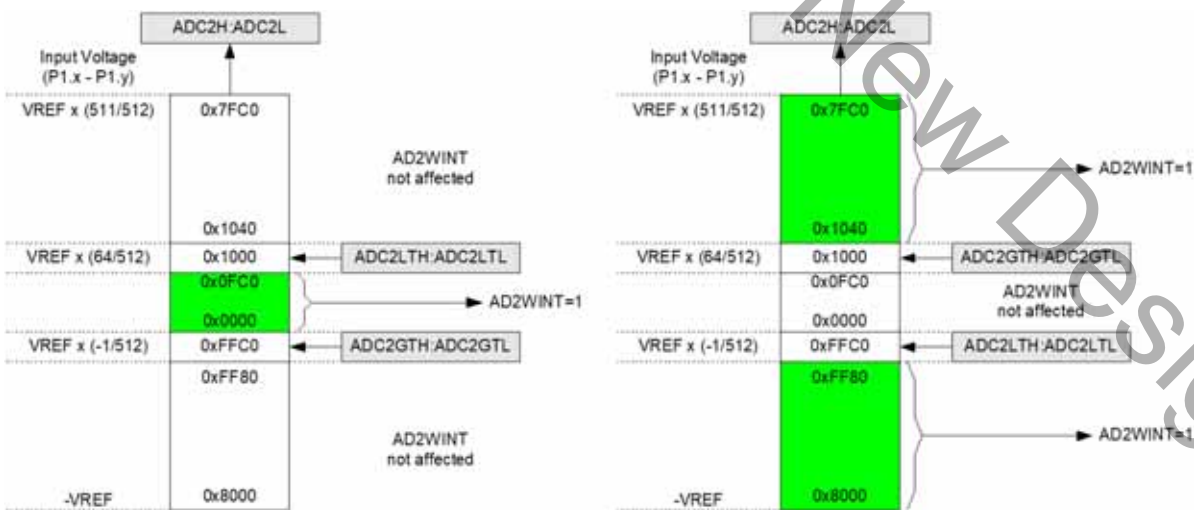 ADC2H:ADC2L
Input Voltage
(P1.x - P1.y)
VREF x (511/512)
0x7FC0
AD2WINT
not affected
0x1040
VREF x (64/512)
0x1000
ADC2LTH:ADC2LTL
0x0FC0
AD2WINT=1
0x0000
VREF x (-1/512)
0xFFC0
ADC2GTH:ADC2GTL
0xFF80
AD2WINT
not affected
-VREF
0x8000
ADC2H:ADC2L
Input Voltage
(P1.x - P1.y)
VREF x (511/512)
0x7FC0
AD2WINT=1
0x1040
VREF x (64/512)
0x1000
ADC2GTH:ADC2GTL
0x0FC0
AD2WINT
not affected
0x0000
VREF x (-1/512)
0xFFC0
ADC2LTH:ADC2LTL
0xFF80
AD2WINT=1
-VREF
0x8000
New